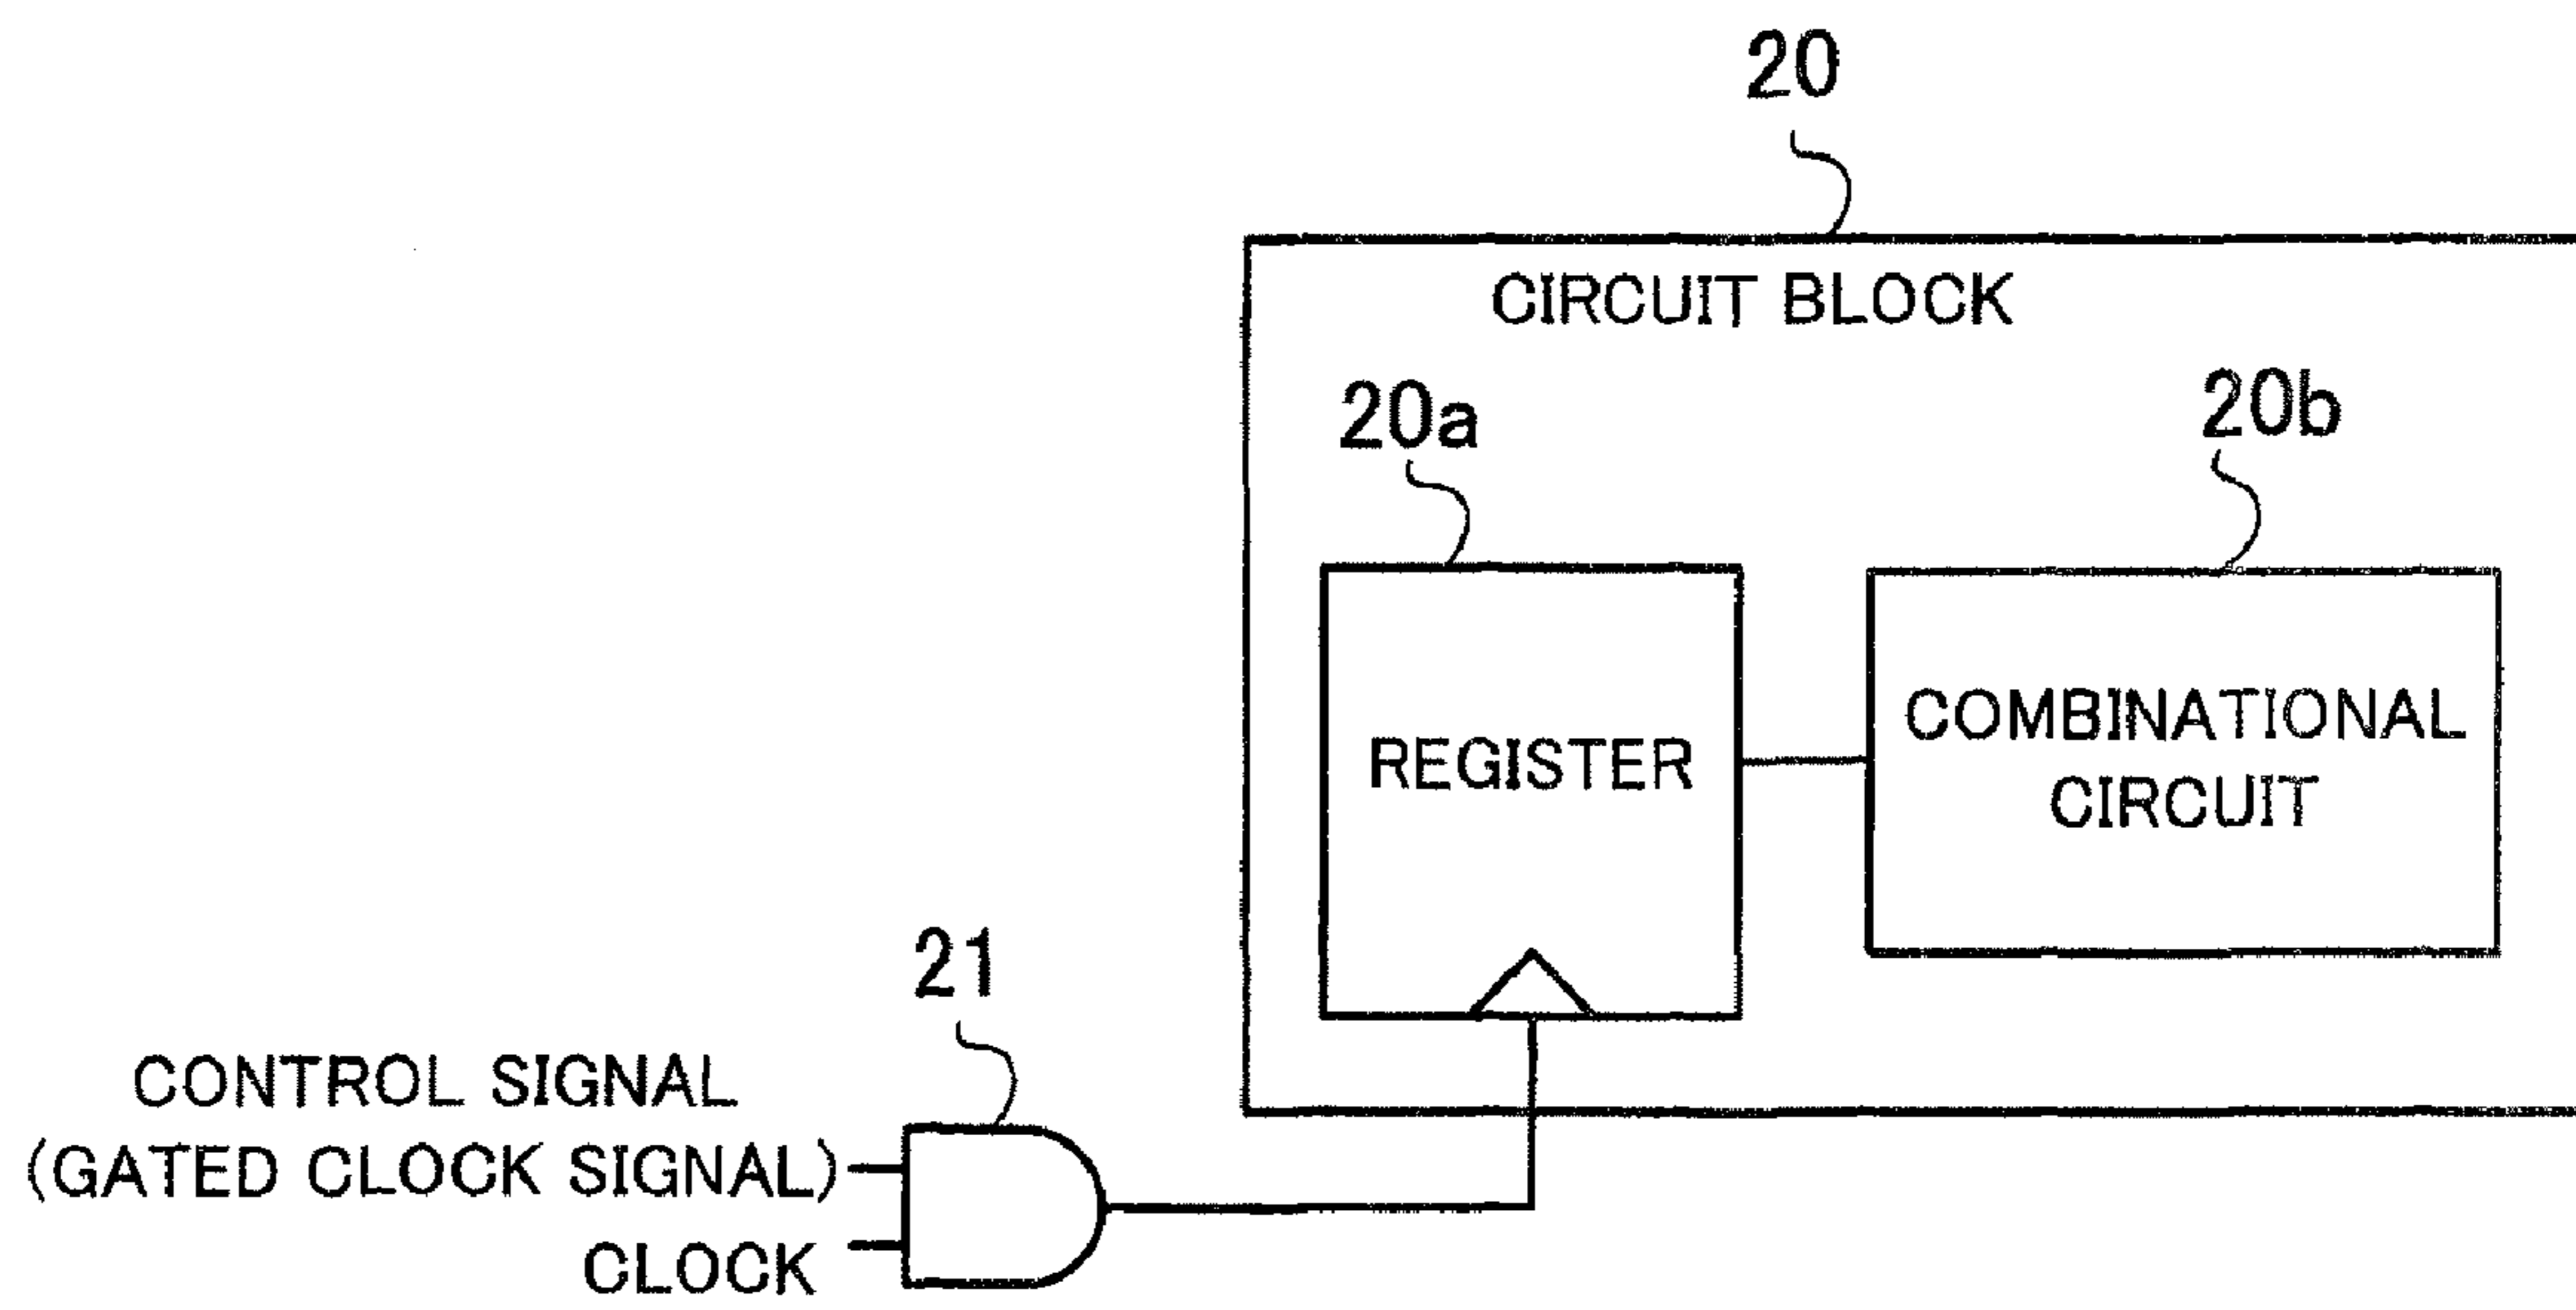 20
CIRCUIT BLOCK
20a
20b
REGISTER
COMBINATIONAL
CIRCUIT
21
CONTROL SIGNAL
(GATED CLOCK SIGNAL)
CLOCK